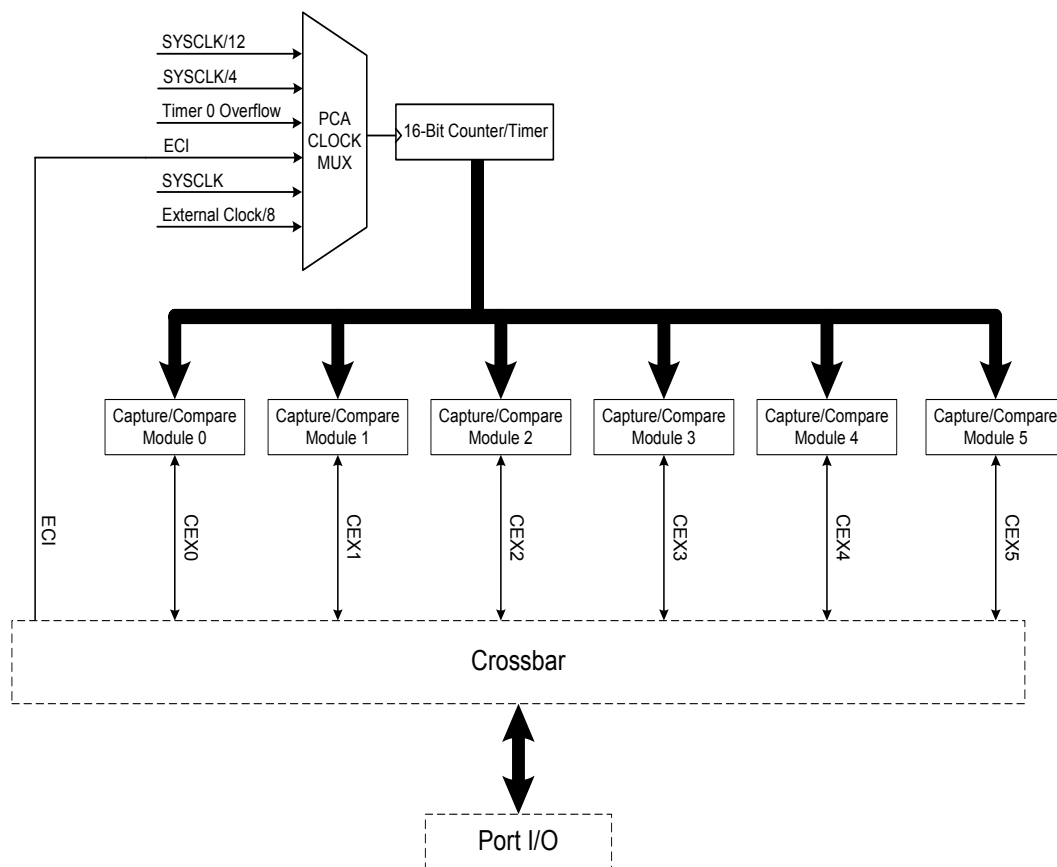 SYSCLK/12
SYSCLK/4
Timer 0 Overflow
ECI
SYSCLK
External Clock/8
PCA
CLOCK
MUX
16-Bit Counter/Timer
Capture/Compare
Module 0
Capture/Compare
Module 1
Capture/Compare
Module 2
Capture/Compare
Module 3
Capture/Compare
Module 4
Capture/Compare
Module 5
ECI
CEX0
CEX1
CEX2
CEX3
CEX4
CEX5
Crossbar
Port I/O